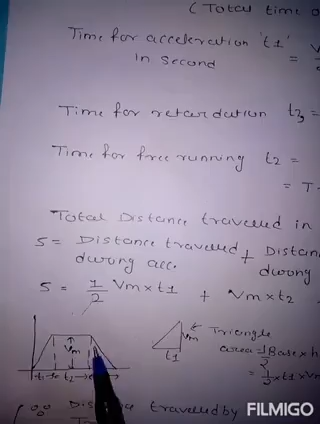 ( Total time o
Time for acceleration 't1' = V
in second
Time for retardation t3 =
Time for free running t2 =
= T-
Total Distance travelled in
S = Distance travelled + Distan
during acc. during
S = 1/2 Vm x t1 + Vm x t2
Vm
t1 t2
Vm
t1
Triangle
area = 1/2 Base x h
= 1/2 x t1 x Vm
Distance travelled by
FILMIGO